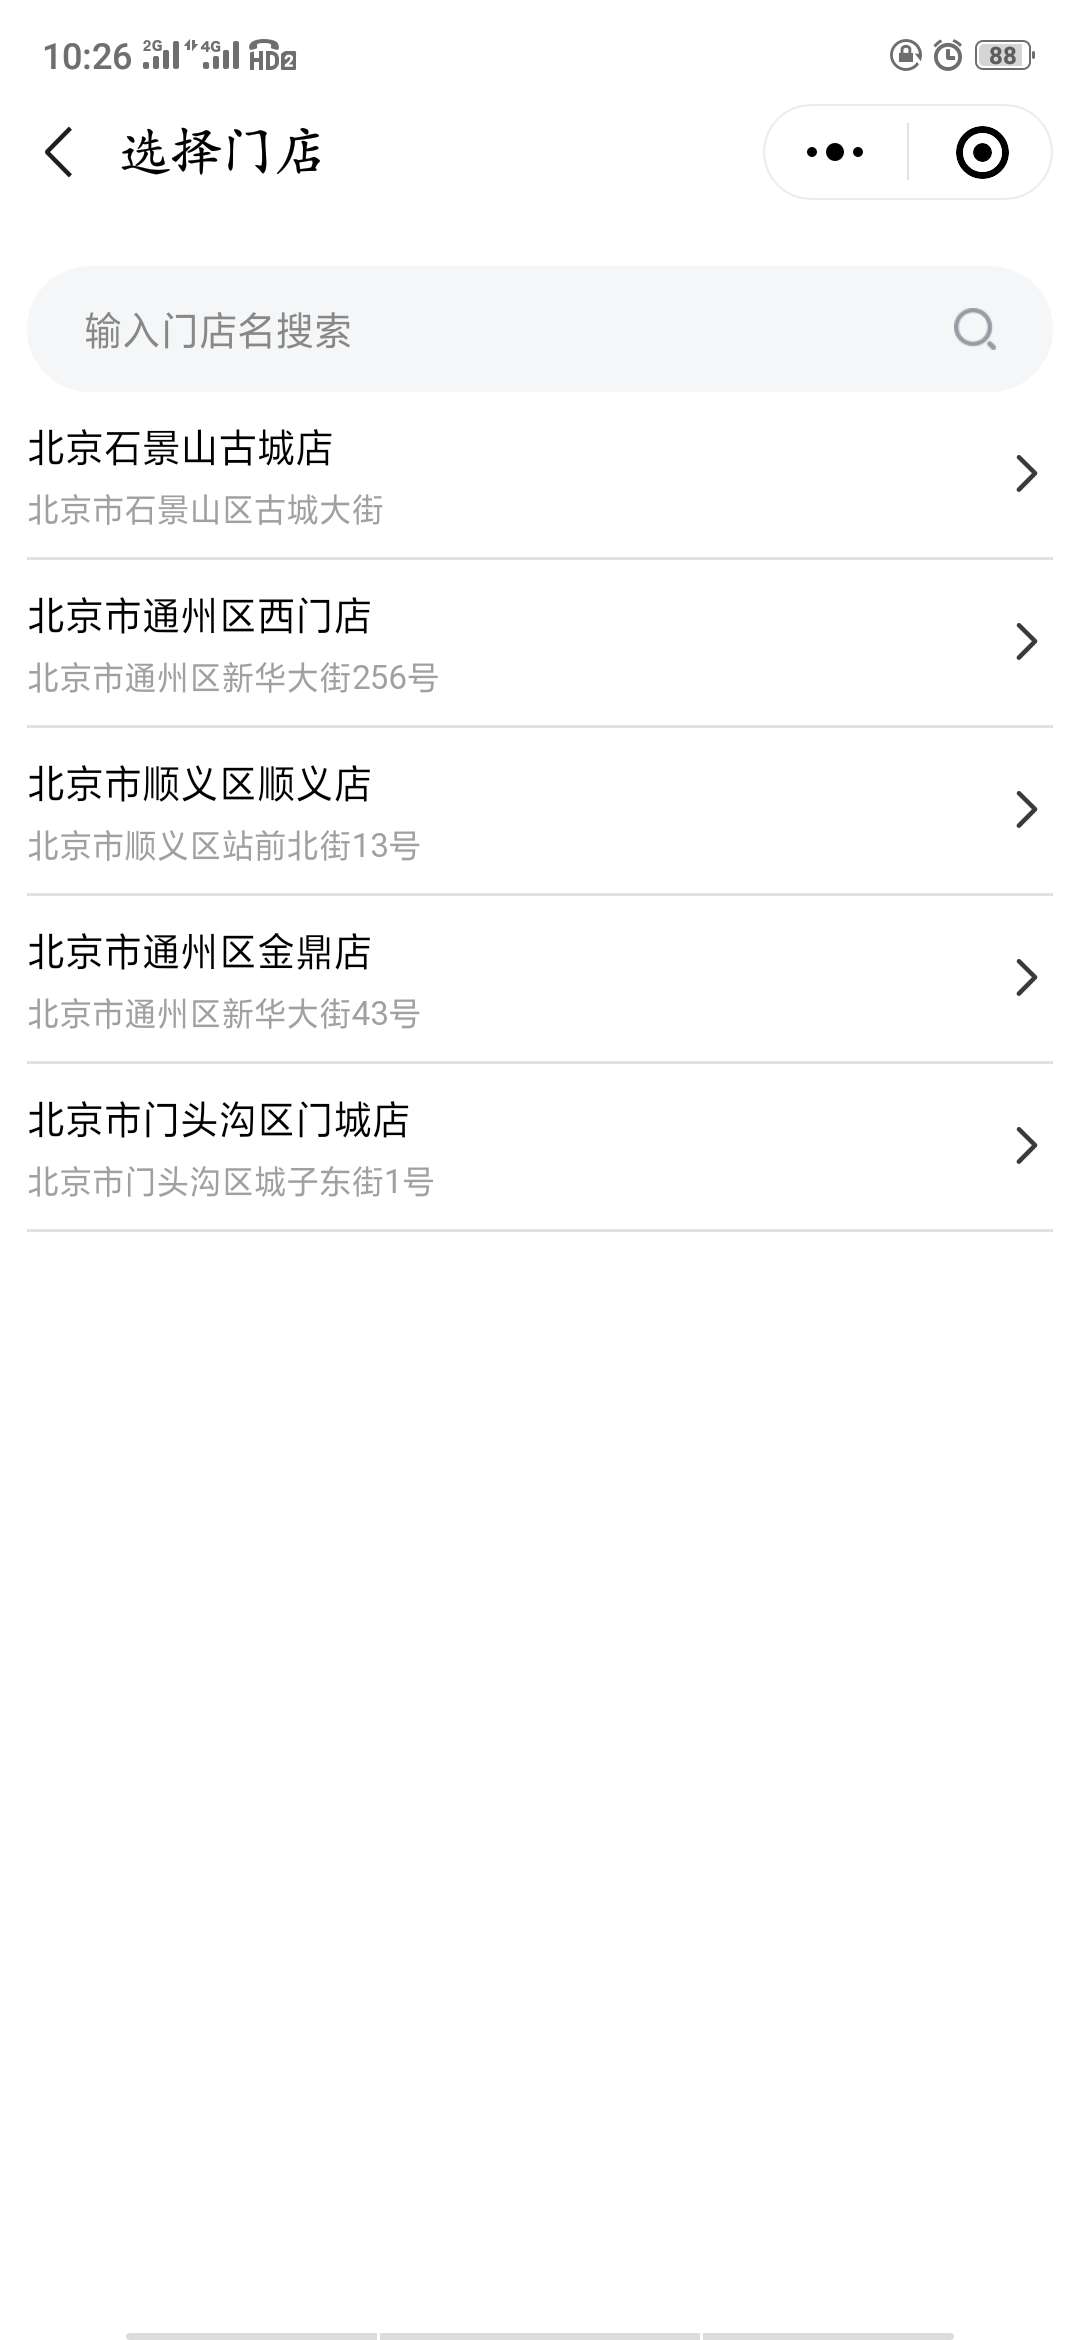 10:26 2G 4G HD2 88
选择门店
输入门店名搜索
北京石景山古城店
北京市石景山区古城大街
北京市通州区西门店
北京市通州区新华大街256号
北京市顺义区顺义店
北京市顺义区站前北街13号
北京市通州区金鼎店
北京市通州区新华大街43号
北京市门头沟区门城店
北京市门头沟区城子东街1号